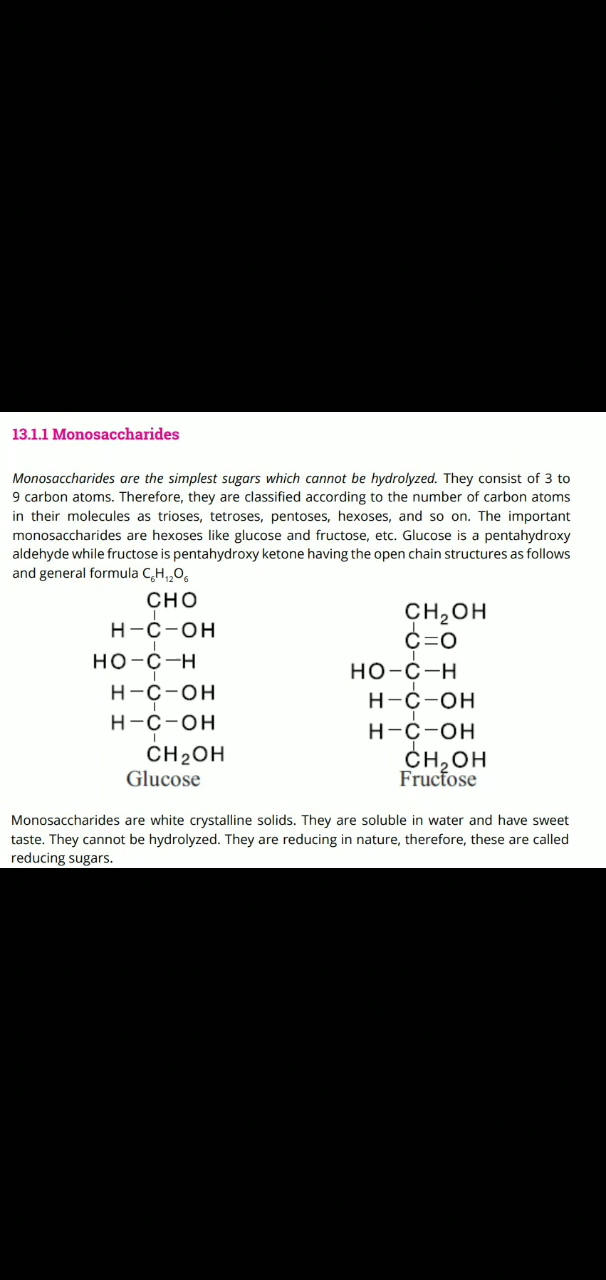 13.1.1 Monosaccharides
Monosaccharides are the simplest sugars which cannot be hydrolyzed. They consist of 3 to
9 carbon atoms. Therefore, they are classified according to the number of carbon atoms
in their molecules as trioses, tetroses, pentoses, hexoses, and so on. The important
monosaccharides are hexoses like glucose and fructose, etc. Glucose is a pentahydroxy
aldehyde while fructose is pentahydroxy ketone having the open chain structures as follows
and general formula C₆H₁₂O₆
CHO
H-C-OH
HO-C-H
H-C-OH
H-C-OH
CH₂OH
Glucose
CH₂OH
C=O
HO-C-H
H-C-OH
H-C-OH
CH₂OH
Fructose
Monosaccharides are white crystalline solids. They are soluble in water and have sweet
taste. They cannot be hydrolyzed. They are reducing in nature, therefore, these are called
reducing sugars.